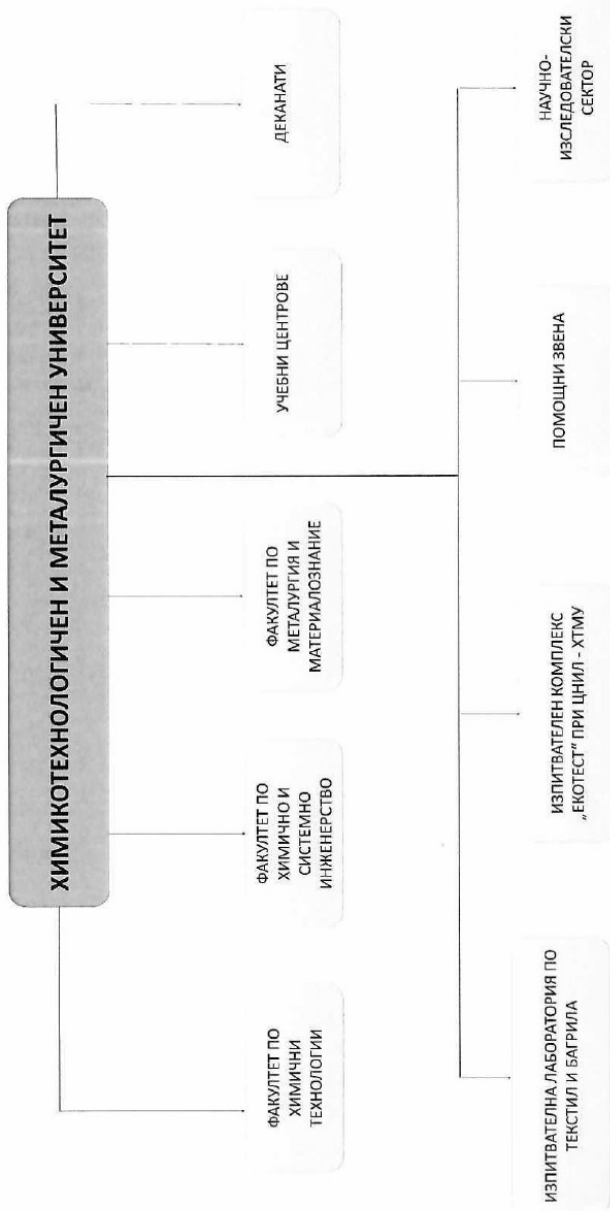 ХИМИКОТЕХНОЛОГИЧЕН И МЕТАЛУРГИЧЕН УНИВЕРСИТЕТ
ФАКУЛТЕТ ПО
ХИМИЧНИ
ТЕХНОЛОГИИ
ФАКУЛТЕТ ПО
ХИМИЧНО И
СИСТЕМНО
ИНЖЕНЕРСТВО
ФАКУЛТЕТ ПО
МЕТАЛУРГИЯ И
МАТЕРИАЛОЗНАНИЕ
УЧЕБНИ ЦЕНТРОВЕ
ДЕКАНАТИ
ИЗПИТВАТЕЛНА ЛАБОРАТОРИЯ ПО
ТЕКСТИЛ И БАГРИЛА
ИЗПИТВАТЕЛЕН КОМПЛЕКС
„ЕКОТЕСТ" ПРИ ЦНИЛ - ХТМУ
ПОМОЩНИ ЗВЕНА
НАУЧНО-
ИЗСЛЕДОВАТЕЛСКИ
СЕКТОР